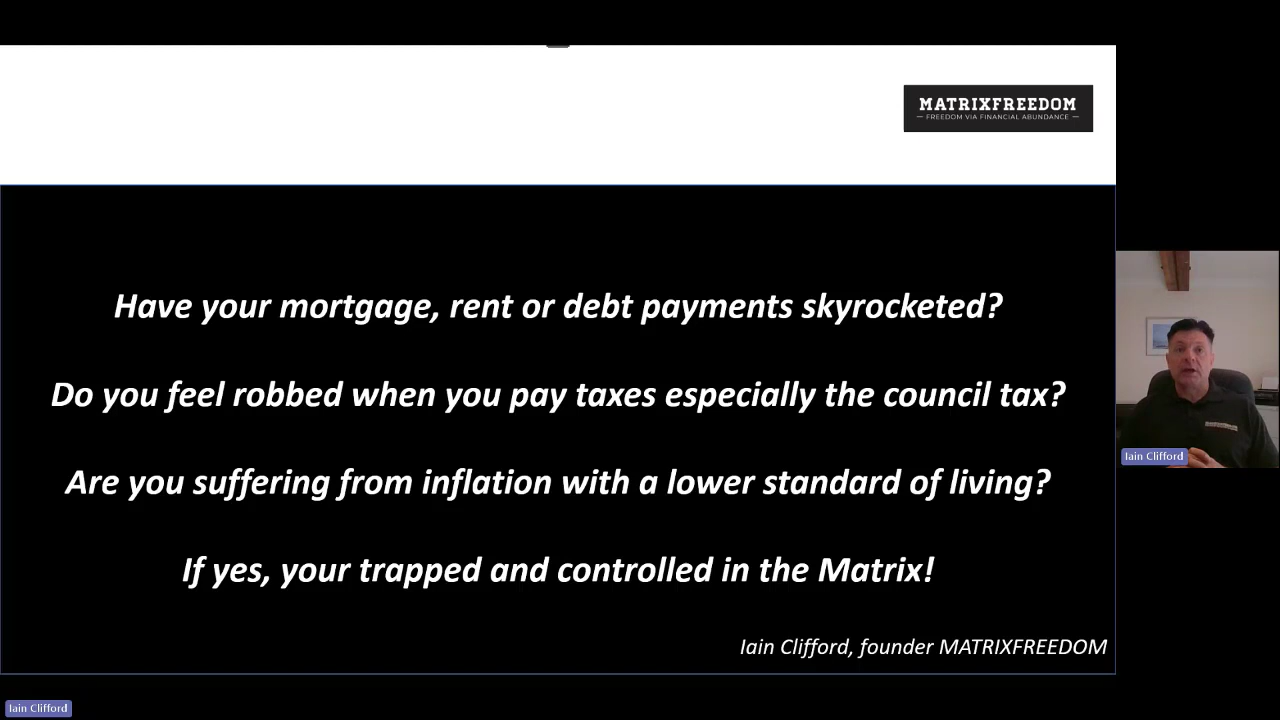 MATRIXFREEDOM
— FREEDOM VIA FINANCIAL ABUNDANCE —
Have your mortgage, rent or debt payments skyrocketed?
Do you feel robbed when you pay taxes especially the council tax?
Are you suffering from inflation with a lower standard of living?
If yes, your trapped and controlled in the Matrix!
Iain Clifford, founder MATRIXFREEDOM
Iain Clifford
Iain Clifford